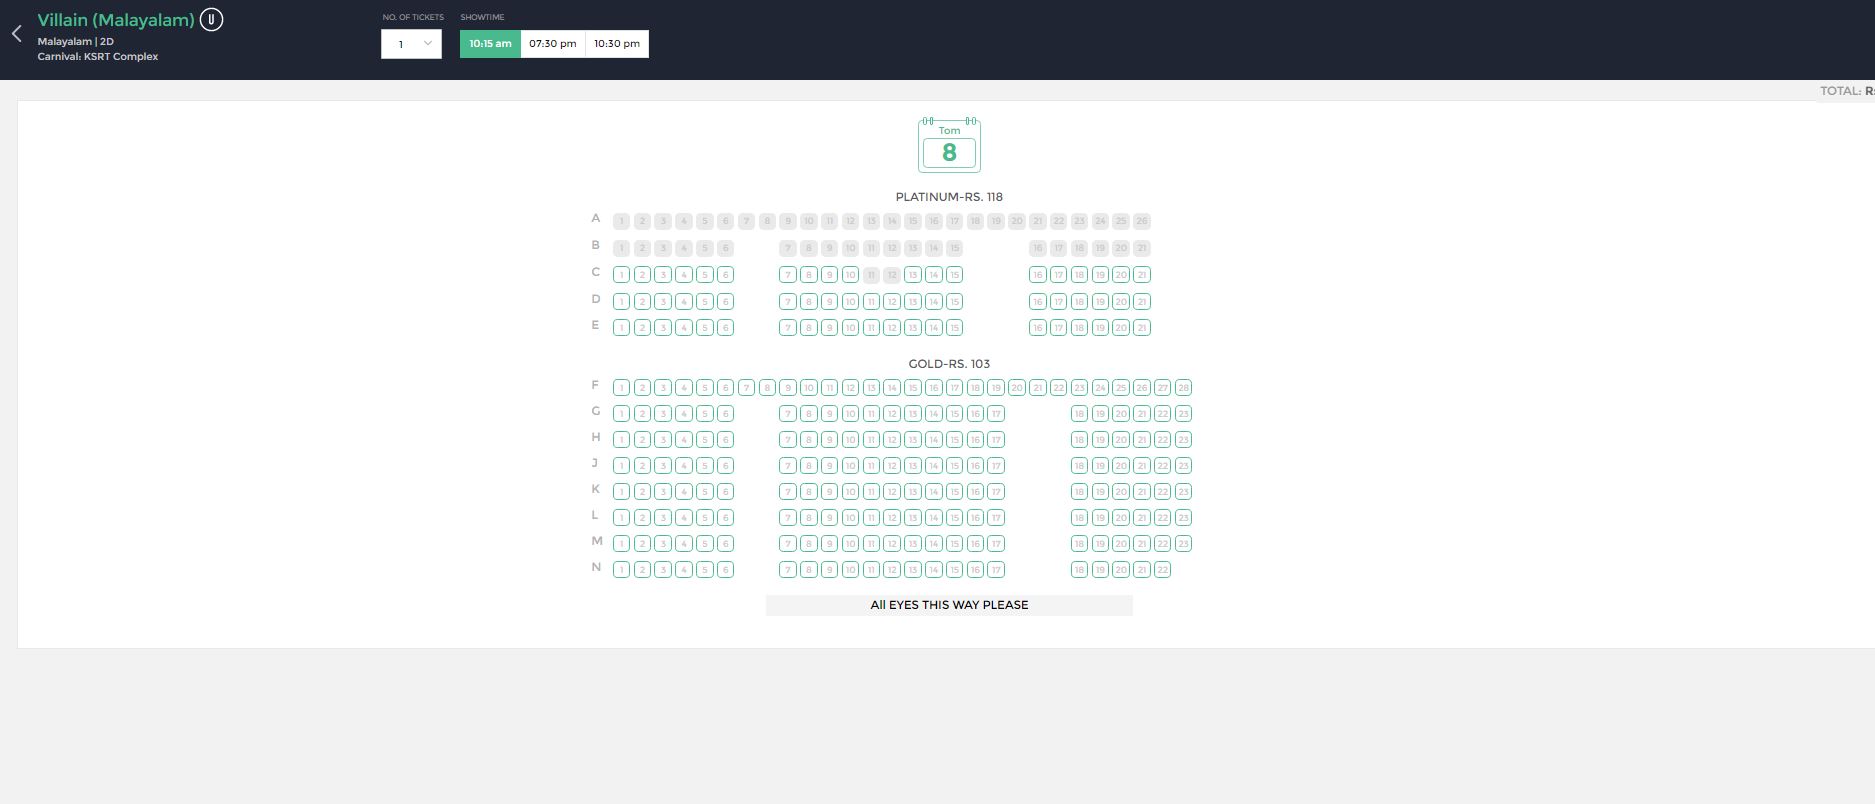 Villain (Malayalam) U
Malayalam | 2D
Carnival: KSRT Complex
NO. OF TICKETS
1
SHOWTIME
10:15 am 07:30 pm 10:30 pm
TOTAL: R
Tom
8
PLATINUM-RS. 118
A 1 2 3 4 5 6 7 8 9 10 11 12 13 14 15 16 17 18 19 20 21 22 23 24 25 26
B 1 2 3 4 5 6 7 8 9 10 11 12 13 14 15 16 17 18 19 20 21
C 1 2 3 4 5 6 7 8 9 10 11 12 13 14 15 16 17 18 19 20 21
D 1 2 3 4 5 6 7 8 9 10 11 12 13 14 15 16 17 18 19 20 21
E 1 2 3 4 5 6 7 8 9 10 11 12 13 14 15 16 17 18 19 20 21
GOLD-RS. 103
F 1 2 3 4 5 6 7 8 9 10 11 12 13 14 15 16 17 18 19 20 21 22 23 24 25 26 27 28
G 1 2 3 4 5 6 7 8 9 10 11 12 13 14 15 16 17 18 19 20 21 22 23
H 1 2 3 4 5 6 7 8 9 10 11 12 13 14 15 16 17 18 19 20 21 22 23
J 1 2 3 4 5 6 7 8 9 10 11 12 13 14 15 16 17 18 19 20 21 22 23
K 1 2 3 4 5 6 7 8 9 10 11 12 13 14 15 16 17 18 19 20 21 22 23
L 1 2 3 4 5 6 7 8 9 10 11 12 13 14 15 16 17 18 19 20 21 22 23
M 1 2 3 4 5 6 7 8 9 10 11 12 13 14 15 16 17 18 19 20 21 22 23
N 1 2 3 4 5 6 7 8 9 10 11 12 13 14 15 16 17 18 19 20 21 22
All EYES THIS WAY PLEASE